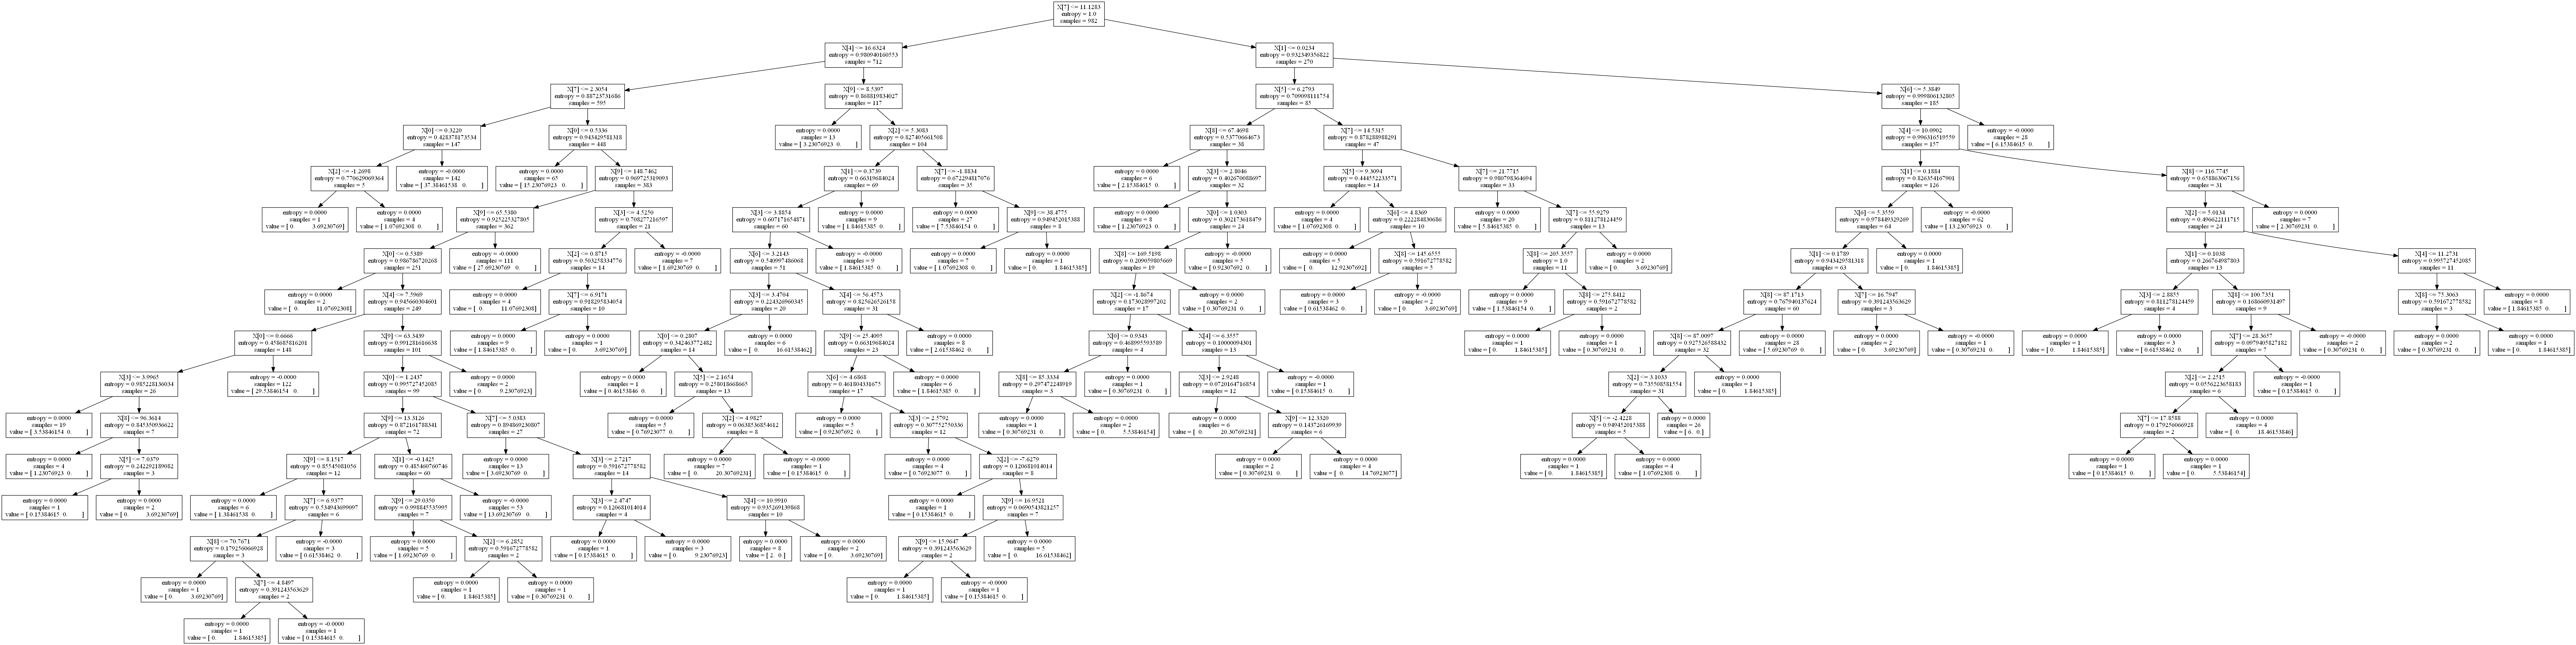 X[7] <= 11.1283
entropy = 1.0
samples = 982
X[4] <= 16.6324
entropy = 0.980940160553
samples = 712
X[1] <= 0.0234
entropy = 0.932349356822
samples = 270
X[7] <= 2.3054
entropy = 0.88723731686
samples = 595
X[9] <= 8.5397
entropy = 0.868819834027
samples = 117
X[5] <= 6.2793
entropy = 0.709098111754
samples = 85
X[6] <= 5.3849
entropy = 0.999806132805
samples = 185
X[0] <= 0.3220
entropy = 0.428378173534
samples = 147
X[0] <= 0.5336
entropy = 0.943429581318
samples = 448
entropy = 0.0000
samples = 13
value = [ 3.23076923 0. ]
X[2] <= 5.3083
entropy = 0.827405661508
samples = 104
X[8] <= 67.4698
entropy = 0.53770664673
samples = 38
X[7] <= 14.5315
entropy = 0.878288988291
samples = 47
X[4] <= 10.0902
entropy = 0.996316519559
samples = 157
entropy = -0.0000
samples = 28
value = [ 6.15384615 0. ]
X[2] <= -1.2698
entropy = 0.770629069364
samples = 5
entropy = -0.0000
samples = 142
value = [ 37.38461538 0. ]
entropy = 0.0000
samples = 65
value = [ 15.23076923 0. ]
X[9] <= 148.7462
entropy = 0.969725319093
samples = 383
X[1] <= 0.3739
entropy = 0.66319684024
samples = 69
X[7] <= -1.8834
entropy = 0.672294817076
samples = 35
entropy = 0.0000
samples = 6
value = [ 2.15384615 0. ]
X[3] <= 2.8046
entropy = 0.402670088697
samples = 32
X[5] <= 9.3094
entropy = 0.444552233571
samples = 14
X[7] <= 21.7715
entropy = 0.980798364694
samples = 33
X[1] <= 0.1884
entropy = 0.826354167901
samples = 126
X[8] <= 116.7745
entropy = 0.658863067156
samples = 31
entropy = 0.0000
samples = 1
value = [ 0. 3.69230769]
entropy = 0.0000
samples = 4
value = [ 1.07692308 0. ]
X[9] <= 65.5380
entropy = 0.925225327805
samples = 362
X[3] <= 4.5250
entropy = 0.708277216597
samples = 21
X[3] <= 3.8854
entropy = 0.607171654871
samples = 60
entropy = 0.0000
samples = 9
value = [ 1.84615385 0. ]
entropy = 0.0000
samples = 27
value = [ 7.53846154 0. ]
X[9] <= 38.4775
entropy = 0.949452015388
samples = 8
entropy = 0.0000
samples = 8
value = [ 1.23076923 0. ]
X[0] <= 1.0303
entropy = 0.302173618479
samples = 24
entropy = 0.0000
samples = 4
value = [ 1.07692308 0. ]
X[6] <= 4.8369
entropy = 0.222284830686
samples = 10
entropy = 0.0000
samples = 20
value = [ 5.84615385 0. ]
X[7] <= 55.9279
entropy = 0.811278124459
samples = 13
X[6] <= 5.3559
entropy = 0.978449329269
samples = 64
entropy = -0.0000
samples = 62
value = [ 13.23076923 0. ]
X[2] <= 5.0134
entropy = 0.496622111715
samples = 24
entropy = 0.0000
samples = 7
value = [ 2.30769231 0. ]
X[0] <= 0.5389
entropy = 0.986786720268
samples = 251
entropy = -0.0000
samples = 111
value = [ 27.69230769 0. ]
X[2] <= 0.8715
entropy = 0.503258334776
samples = 14
entropy = -0.0000
samples = 7
value = [ 1.69230769 0. ]
X[6] <= 3.2143
entropy = 0.540997486068
samples = 51
entropy = -0.0000
samples = 9
value = [ 1.84615385 0. ]
entropy = 0.0000
samples = 7
value = [ 1.07692308 0. ]
entropy = 0.0000
samples = 1
value = [ 0. 1.84615385]
X[8] <= 169.5198
entropy = 0.209059805669
samples = 19
entropy = -0.0000
samples = 5
value = [ 0.92307692 0. ]
entropy = 0.0000
samples = 5
value = [ 0. 12.92307692]
X[8] <= 145.6555
entropy = 0.591672778582
samples = 5
X[8] <= 205.3557
entropy = 1.0
samples = 11
entropy = 0.0000
samples = 2
value = [ 0. 3.69230769]
X[1] <= 0.1789
entropy = 0.943429581318
samples = 63
entropy = 0.0000
samples = 1
value = [ 0. 1.84615385]
X[1] <= 0.1038
entropy = 0.266764987803
samples = 13
X[4] <= 11.2731
entropy = 0.995727452085
samples = 11
entropy = 0.0000
samples = 2
value = [ 0. 11.07692308]
X[4] <= 7.5969
entropy = 0.945660304601
samples = 249
entropy = 0.0000
samples = 4
value = [ 0. 11.07692308]
X[7] <= 6.9171
entropy = 0.918295834054
samples = 10
X[3] <= 3.4704
entropy = 0.224326960345
samples = 20
X[4] <= 56.4573
entropy = 0.825626526158
samples = 31
X[2] <= -1.8674
entropy = 0.173028997202
samples = 17
entropy = 0.0000
samples = 2
value = [ 0.30769231 0. ]
entropy = 0.0000
samples = 3
value = [ 0.61538462 0. ]
entropy = -0.0000
samples = 2
value = [ 0. 3.69230769]
entropy = 0.0000
samples = 9
value = [ 1.53846154 0. ]
X[8] <= 275.8412
entropy = 0.591672778582
samples = 2
X[8] <= 87.1713
entropy = 0.767940137624
samples = 60
X[7] <= 16.7947
entropy = 0.391243563629
samples = 3
X[3] <= 2.8855
entropy = 0.811278124459
samples = 4
X[8] <= 100.7351
entropy = 0.168660931497
samples = 9
X[8] <= 75.3063
entropy = 0.591672778582
samples = 3
entropy = 0.0000
samples = 8
value = [ 1.84615385 0. ]
X[0] <= 0.6666
entropy = 0.458685816201
samples = 148
X[9] <= 63.3439
entropy = 0.991281616638
samples = 101
entropy = 0.0000
samples = 9
value = [ 1.84615385 0. ]
entropy = 0.0000
samples = 1
value = [ 0. 3.69230769]
X[0] <= 0.2807
entropy = 0.342463772482
samples = 14
entropy = 0.0000
samples = 6
value = [ 0. 16.61538462]
X[9] <= 25.4095
entropy = 0.66319684024
samples = 23
entropy = 0.0000
samples = 8
value = [ 2.61538462 0. ]
X[0] <= 0.9343
entropy = 0.468995593589
samples = 4
X[4] <= 6.3557
entropy = 0.10000094301
samples = 13
entropy = 0.0000
samples = 1
value = [ 0. 1.84615385]
entropy = 0.0000
samples = 1
value = [ 0.30769231 0. ]
X[8] <= 87.0097
entropy = 0.927526588432
samples = 32
entropy = 0.0000
samples = 28
value = [ 5.69230769 0. ]
entropy = 0.0000
samples = 2
value = [ 0. 3.69230769]
entropy = -0.0000
samples = 1
value = [ 0.30769231 0. ]
entropy = 0.0000
samples = 1
value = [ 0. 1.84615385]
entropy = 0.0000
samples = 3
value = [ 0.61538462 0. ]
X[7] <= 28.3657
entropy = 0.0979405827182
samples = 7
entropy = -0.0000
samples = 2
value = [ 0.30769231 0. ]
entropy = 0.0000
samples = 2
value = [ 0.30769231 0. ]
entropy = 0.0000
samples = 1
value = [ 0. 1.84615385]
X[3] <= 3.9965
entropy = 0.985228136034
samples = 26
entropy = -0.0000
samples = 122
value = [ 29.53846154 0. ]
X[0] <= 1.2437
entropy = 0.995727452085
samples = 99
entropy = 0.0000
samples = 2
value = [ 0. 9.23076923]
entropy = 0.0000
samples = 1
value = [ 0.46153846 0. ]
X[5] <= 2.1654
entropy = 0.258018668665
samples = 13
X[6] <= 4.6868
entropy = 0.461804331675
samples = 17
entropy = 0.0000
samples = 6
value = [ 1.84615385 0. ]
X[8] <= 85.3334
entropy = 0.297472248919
samples = 3
entropy = 0.0000
samples = 1
value = [ 0.30769231 0. ]
X[3] <= 2.9248
entropy = 0.0720164716854
samples = 12
entropy = -0.0000
samples = 1
value = [ 0.15384615 0. ]
X[2] <= 3.1033
entropy = 0.735508581554
samples = 31
entropy = 0.0000
samples = 1
value = [ 0. 1.84615385]
X[2] <= 2.2515
entropy = 0.0556223658183
samples = 6
entropy = -0.0000
samples = 1
value = [ 0.15384615 0. ]
entropy = 0.0000
samples = 19
value = [ 3.53846154 0. ]
X[8] <= 96.3614
entropy = 0.845350936622
samples = 7
X[9] <= 13.3126
entropy = 0.872161788341
samples = 72
X[7] <= 5.0383
entropy = 0.894869230807
samples = 27
entropy = 0.0000
samples = 5
value = [ 0.76923077 0. ]
X[2] <= 4.9827
entropy = 0.0638536854612
samples = 8
entropy = 0.0000
samples = 5
value = [ 0.92307692 0. ]
X[3] <= 2.5792
entropy = 0.307752750336
samples = 12
entropy = 0.0000
samples = 1
value = [ 0.30769231 0. ]
entropy = 0.0000
samples = 2
value = [ 0. 5.53846154]
entropy = 0.0000
samples = 6
value = [ 0. 20.30769231]
X[9] <= 12.3320
entropy = 0.143726169939
samples = 6
X[5] <= -2.4228
entropy = 0.949452015388
samples = 5
entropy = 0.0000
samples = 26
value = [ 6. 0.]
X[7] <= 17.8588
entropy = 0.179256066928
samples = 2
entropy = 0.0000
samples = 4
value = [ 0. 18.46153846]
entropy = 0.0000
samples = 4
value = [ 1.23076923 0. ]
X[5] <= 7.0379
entropy = 0.242292189082
samples = 3
X[9] <= 8.1517
entropy = 0.85545081056
samples = 12
X[1] <= -0.1425
entropy = 0.485460760746
samples = 60
entropy = 0.0000
samples = 13
value = [ 3.69230769 0. ]
X[3] <= 2.7217
entropy = 0.591672778582
samples = 14
entropy = 0.0000
samples = 7
value = [ 0. 20.30769231]
entropy = -0.0000
samples = 1
value = [ 0.15384615 0. ]
entropy = 0.0000
samples = 4
value = [ 0.76923077 0. ]
X[2] <= -7.6279
entropy = 0.120681014014
samples = 8
entropy = 0.0000
samples = 2
value = [ 0.30769231 0. ]
entropy = 0.0000
samples = 4
value = [ 0. 14.76923077]
entropy = 0.0000
samples = 1
value = [ 0. 1.84615385]
entropy = 0.0000
samples = 4
value = [ 1.07692308 0. ]
entropy = 0.0000
samples = 1
value = [ 0.15384615 0. ]
entropy = 0.0000
samples = 1
value = [ 0. 5.53846154]
entropy = 0.0000
samples = 1
value = [ 0.15384615 0. ]
entropy = 0.0000
samples = 2
value = [ 0. 3.69230769]
entropy = 0.0000
samples = 6
value = [ 1.38461538 0. ]
X[7] <= 6.9377
entropy = 0.534943699097
samples = 6
X[9] <= 29.0350
entropy = 0.998845535995
samples = 7
entropy = -0.0000
samples = 53
value = [ 13.69230769 0. ]
X[3] <= 2.4747
entropy = 0.120681014014
samples = 4
X[4] <= 10.9910
entropy = 0.935269139868
samples = 10
entropy = 0.0000
samples = 1
value = [ 0.15384615 0. ]
X[9] <= 16.9521
entropy = 0.0690543821257
samples = 7
X[8] <= 70.7671
entropy = 0.179256066928
samples = 3
entropy = -0.0000
samples = 3
value = [ 0.61538462 0. ]
entropy = 0.0000
samples = 5
value = [ 1.69230769 0. ]
X[2] <= 6.2852
entropy = 0.591672778582
samples = 2
entropy = 0.0000
samples = 1
value = [ 0.15384615 0. ]
entropy = 0.0000
samples = 3
value = [ 0. 9.23076923]
entropy = 0.0000
samples = 8
value = [ 2. 0.]
entropy = 0.0000
samples = 2
value = [ 0. 3.69230769]
X[9] <= 15.9647
entropy = 0.391243563629
samples = 2
entropy = 0.0000
samples = 5
value = [ 0. 16.61538462]
entropy = 0.0000
samples = 1
value = [ 0. 3.69230769]
X[7] <= 4.8497
entropy = 0.391243563629
samples = 2
entropy = 0.0000
samples = 1
value = [ 0. 1.84615385]
entropy = 0.0000
samples = 1
value = [ 0.30769231 0. ]
entropy = 0.0000
samples = 1
value = [ 0. 1.84615385]
entropy = -0.0000
samples = 1
value = [ 0.15384615 0. ]
entropy = 0.0000
samples = 1
value = [ 0. 1.84615385]
entropy = -0.0000
samples = 1
value = [ 0.15384615 0. ]